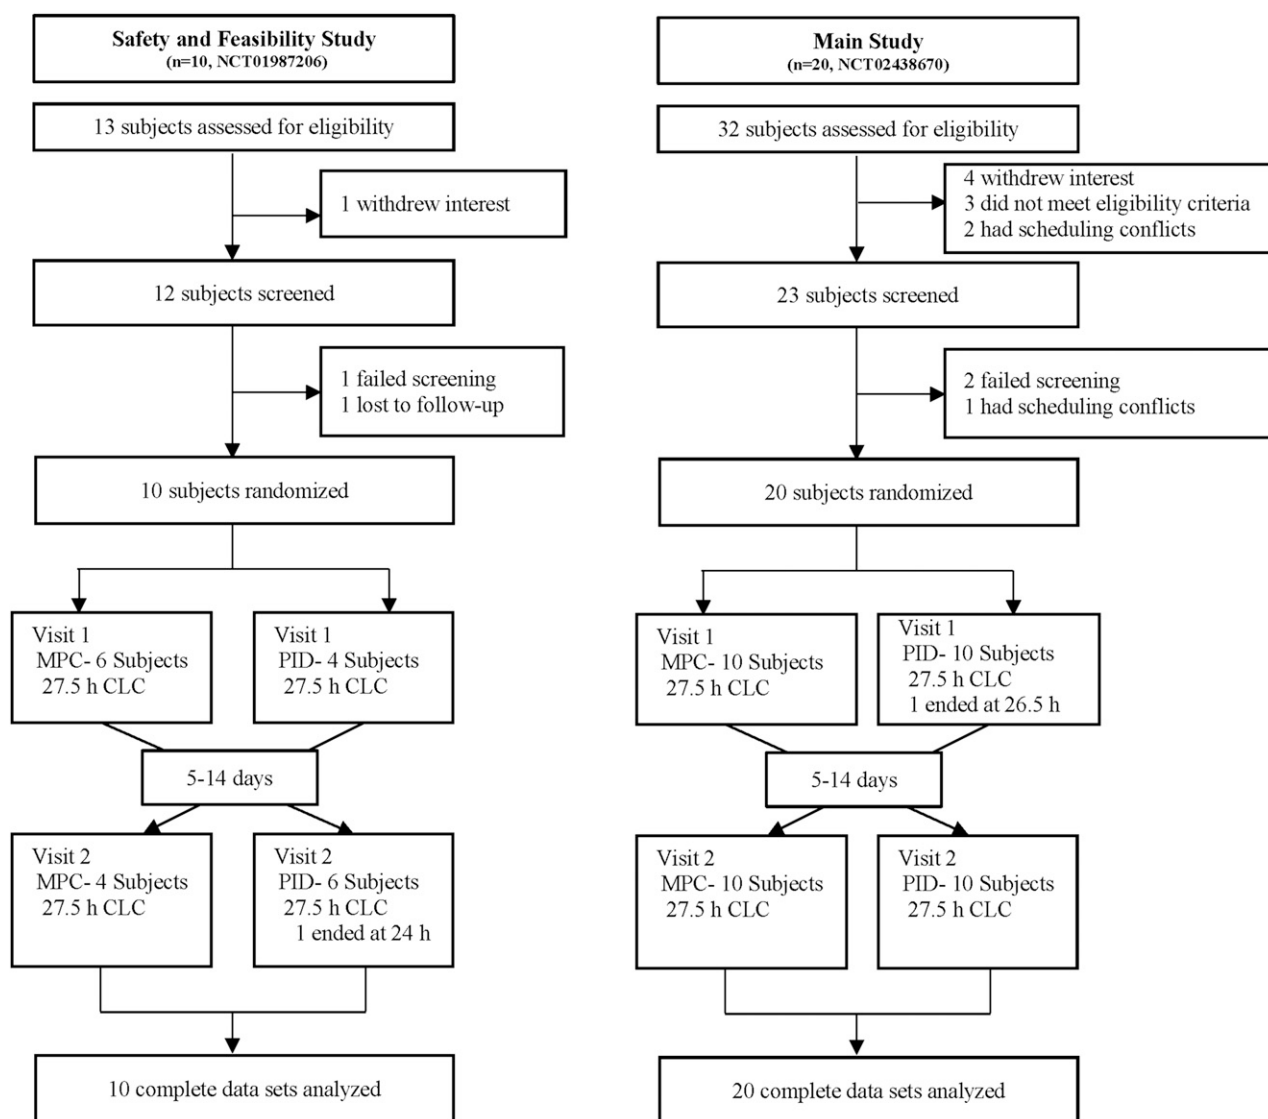 Safety and Feasibility Study
(n=10, NCT01987206)
13 subjects assessed for eligibility
1 withdrew interest
12 subjects screened
1 failed screening
1 lost to follow-up
10 subjects randomized
Visit 1
MPC- 6 Subjects
27.5 h CLC
Visit 1
PID- 4 Subjects
27.5 h CLC
5-14 days
Visit 2
MPC- 4 Subjects
27.5 h CLC
Visit 2
PID- 6 Subjects
27.5 h CLC
1 ended at 24 h
10 complete data sets analyzed
Main Study
(n=20, NCT02438670)
32 subjects assessed for eligibility
4 withdrew interest
3 did not meet eligibility criteria
2 had scheduling conflicts
23 subjects screened
2 failed screening
1 had scheduling conflicts
20 subjects randomized
Visit 1
MPC- 10 Subjects
27.5 h CLC
Visit 1
PID- 10 Subjects
27.5 h CLC
1 ended at 26.5 h
5-14 days
Visit 2
MPC- 10 Subjects
27.5 h CLC
Visit 2
PID- 10 Subjects
27.5 h CLC
20 complete data sets analyzed